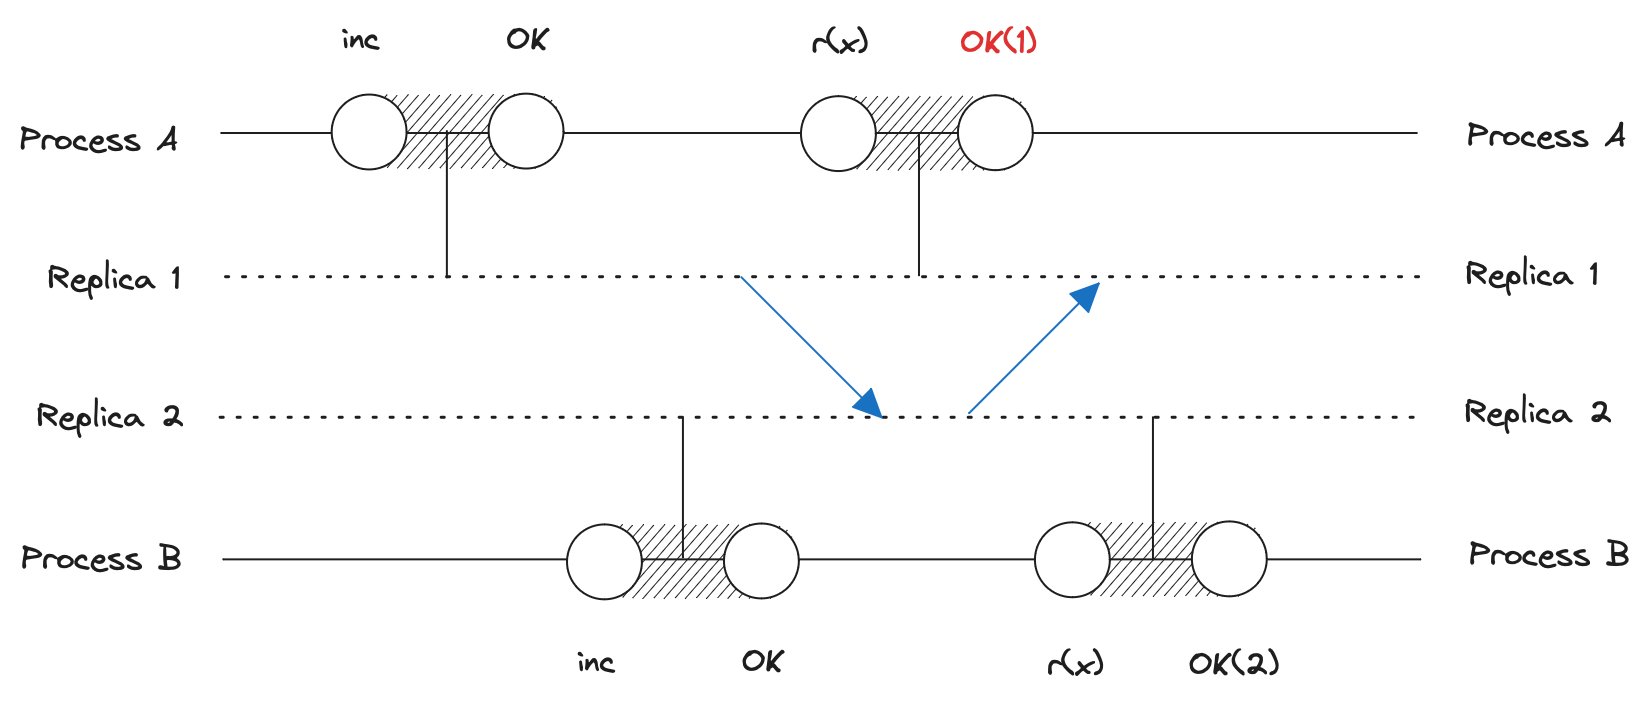 inc OK r(x) OK(1)
Process A Process A
Replica 1 Replica 1
Replica 2 Replica 2
Process B Process B
inc OK r(x) OK(2)